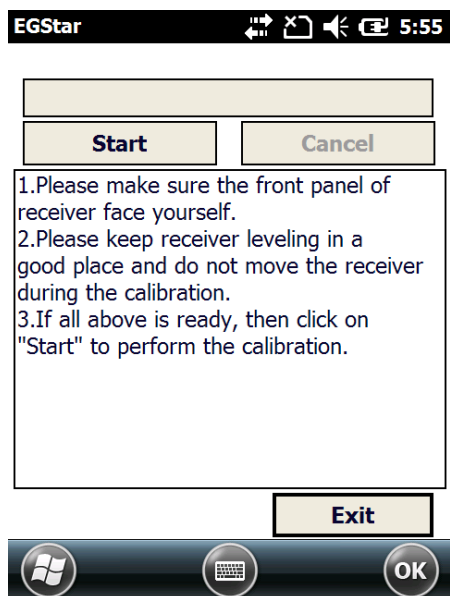 EGStar 5:55
Start Cancel
1.Please make sure the front panel of
receiver face yourself.
2.Please keep receiver leveling in a
good place and do not move the receiver
during the calibration.
3.If all above is ready, then click on
"Start" to perform the calibration.
Exit
OK